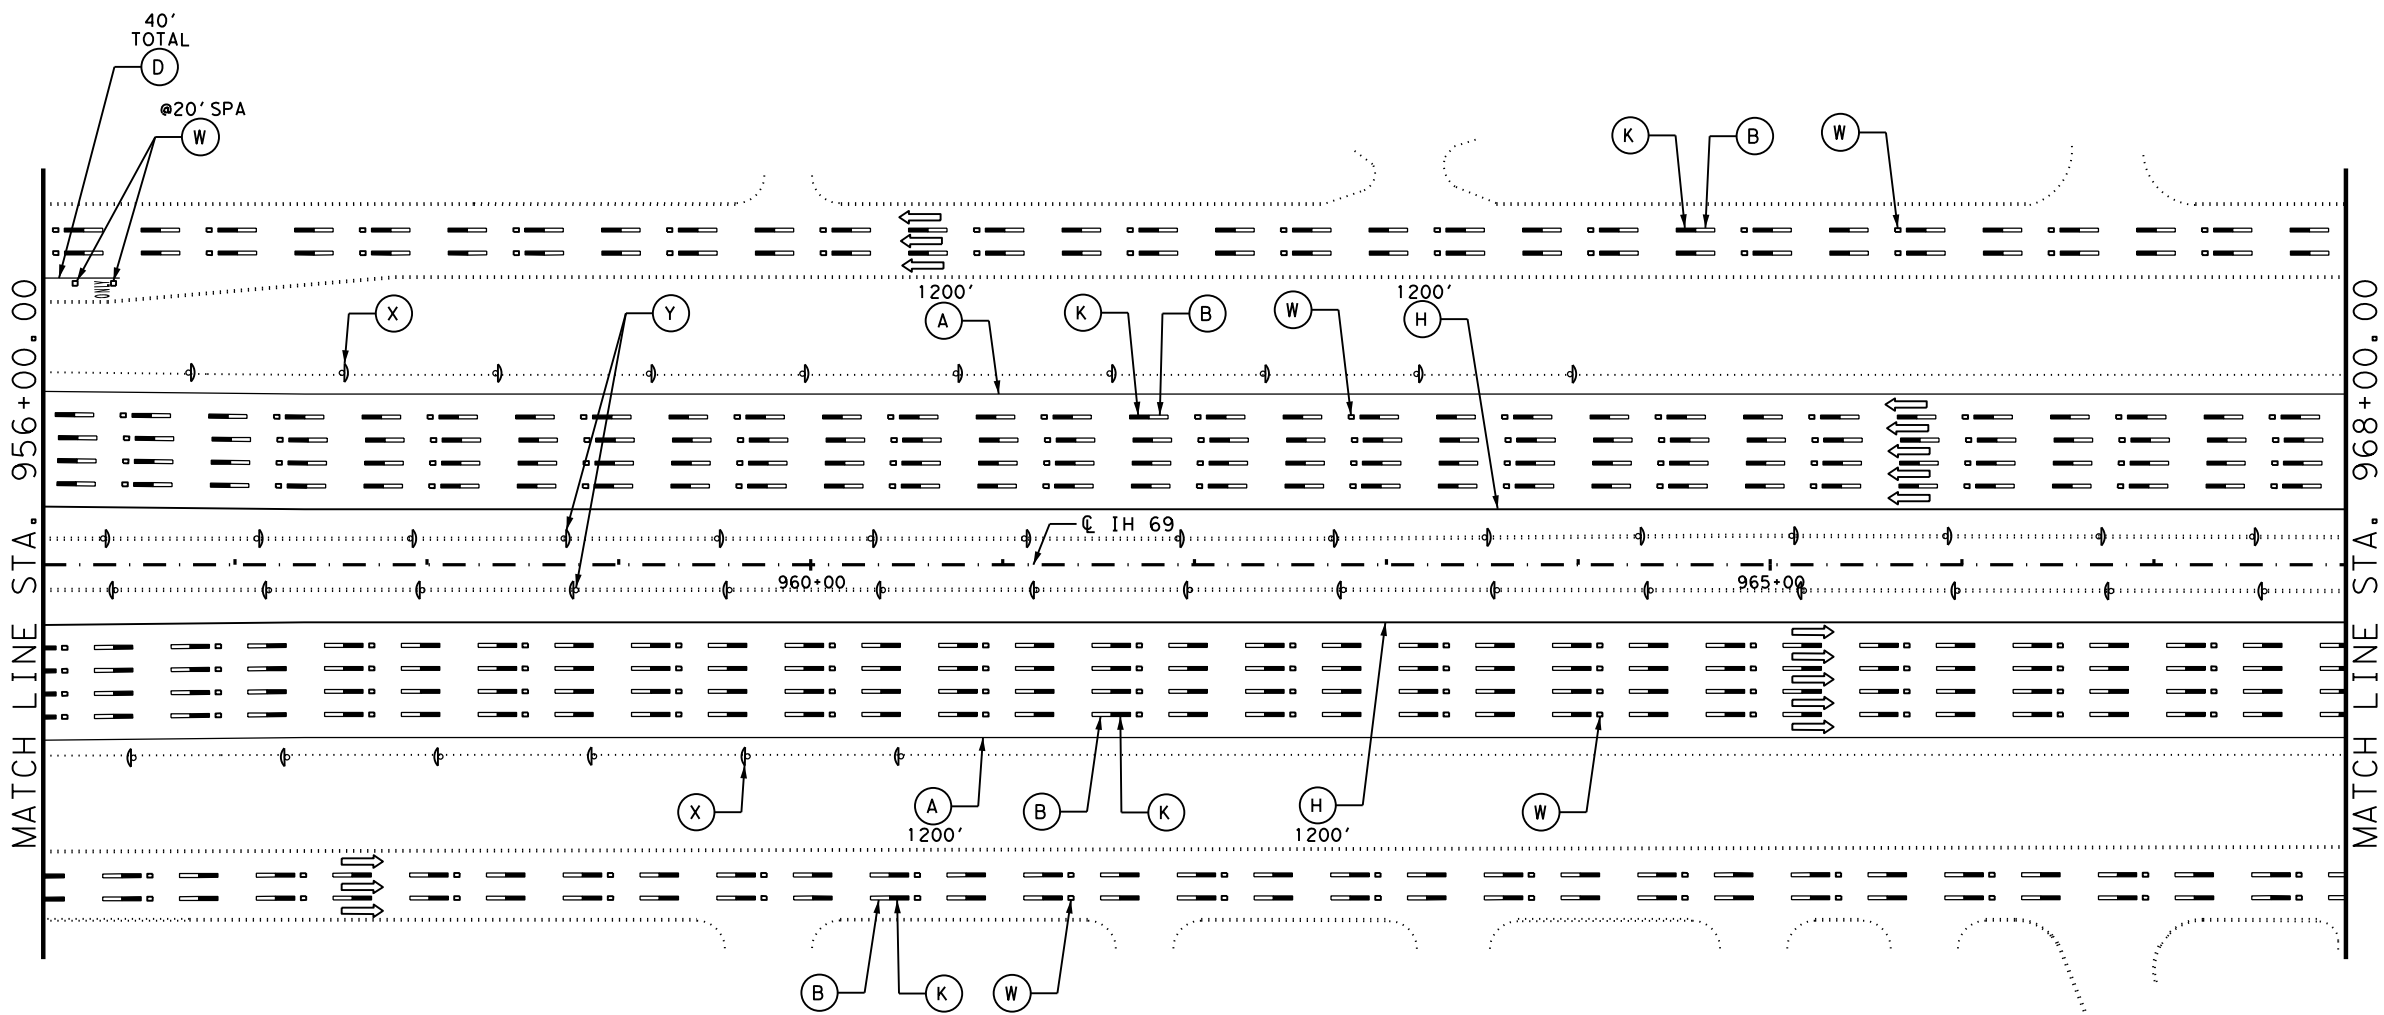 40'
TOTAL
D
@20' SPA
W
K
B
W
ONLY
X
Y
1200'
A
K
B
W
1200'
H
MATCH LINE STA. 956+00.00
MATCH LINE STA. 968+00.00
℄ IH 69
960+00
965+00
X
A
1200'
B
K
H
1200'
W
B
K
W